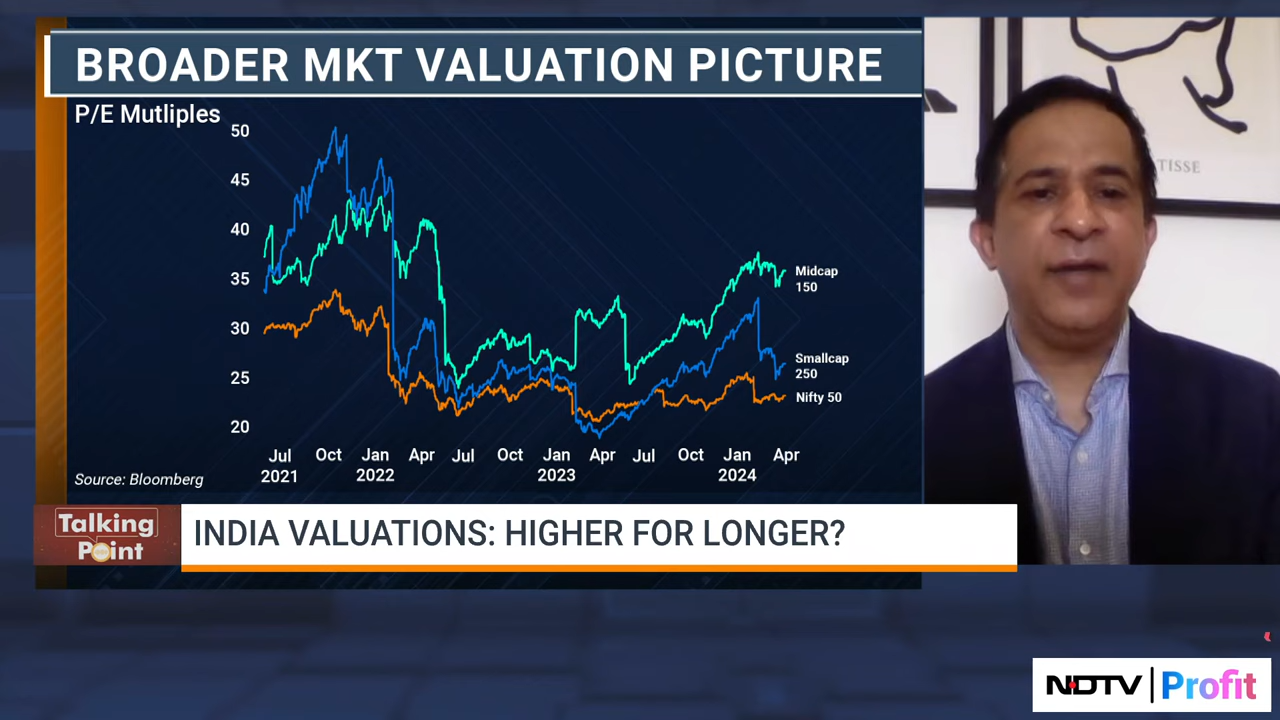 BROADER MKT VALUATION PICTURE
P/E Mutliples
50
45
40
35
30
25
20
Midcap
150
Smallcap
250
Nifty 50
Jul Oct Jan Apr Jul Oct Jan Apr Jul Oct Jan Apr
2021 2022 2023 2024
Source: Bloomberg
TISSE
Talking
Point
INDIA VALUATIONS: HIGHER FOR LONGER?
NDTV Profit